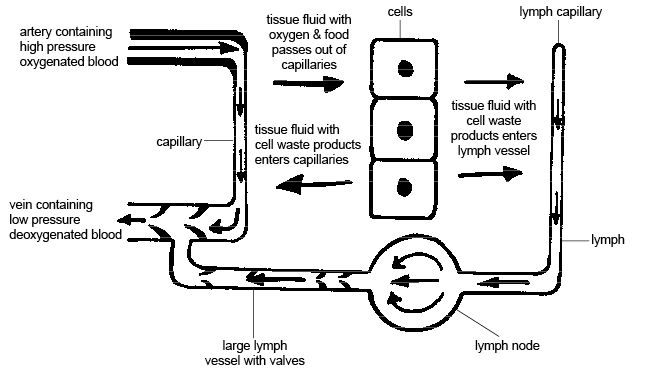 artery containing
high pressure
oxygenated blood
tissue fluid with
oxygen & food
passes out of
capillaries
cells
lymph capillary
capillary
tissue fluid with
cell waste products
enters capillaries
tissue fluid with
cell waste
products enters
lymph vessel
vein containing
low pressure
deoxygenated blood
lymph
large lymph
vessel with valves
lymph node